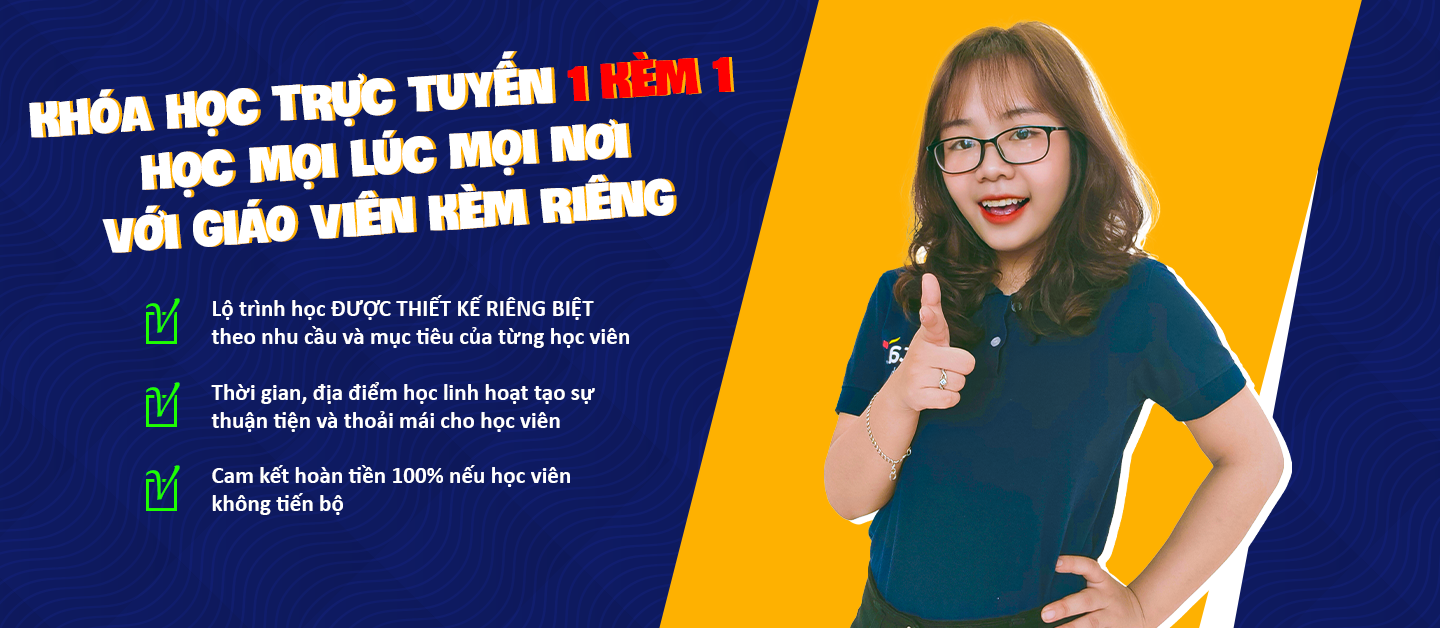 KHÓA HỌC TRỰC TUYẾN 1 KÈM 1
HỌC MỌI LÚC MỌI NƠI
VỚI GIÁO VIÊN KÈM RIÊNG
Lộ trình học ĐƯỢC THIẾT KẾ RIÊNG BIỆT
theo nhu cầu và mục tiêu của từng học viên
Thời gian, địa điểm học linh hoạt tạo sự
thuận tiện và thoải mái cho học viên
Cam kết hoàn tiền 100% nếu học viên
không tiến bộ